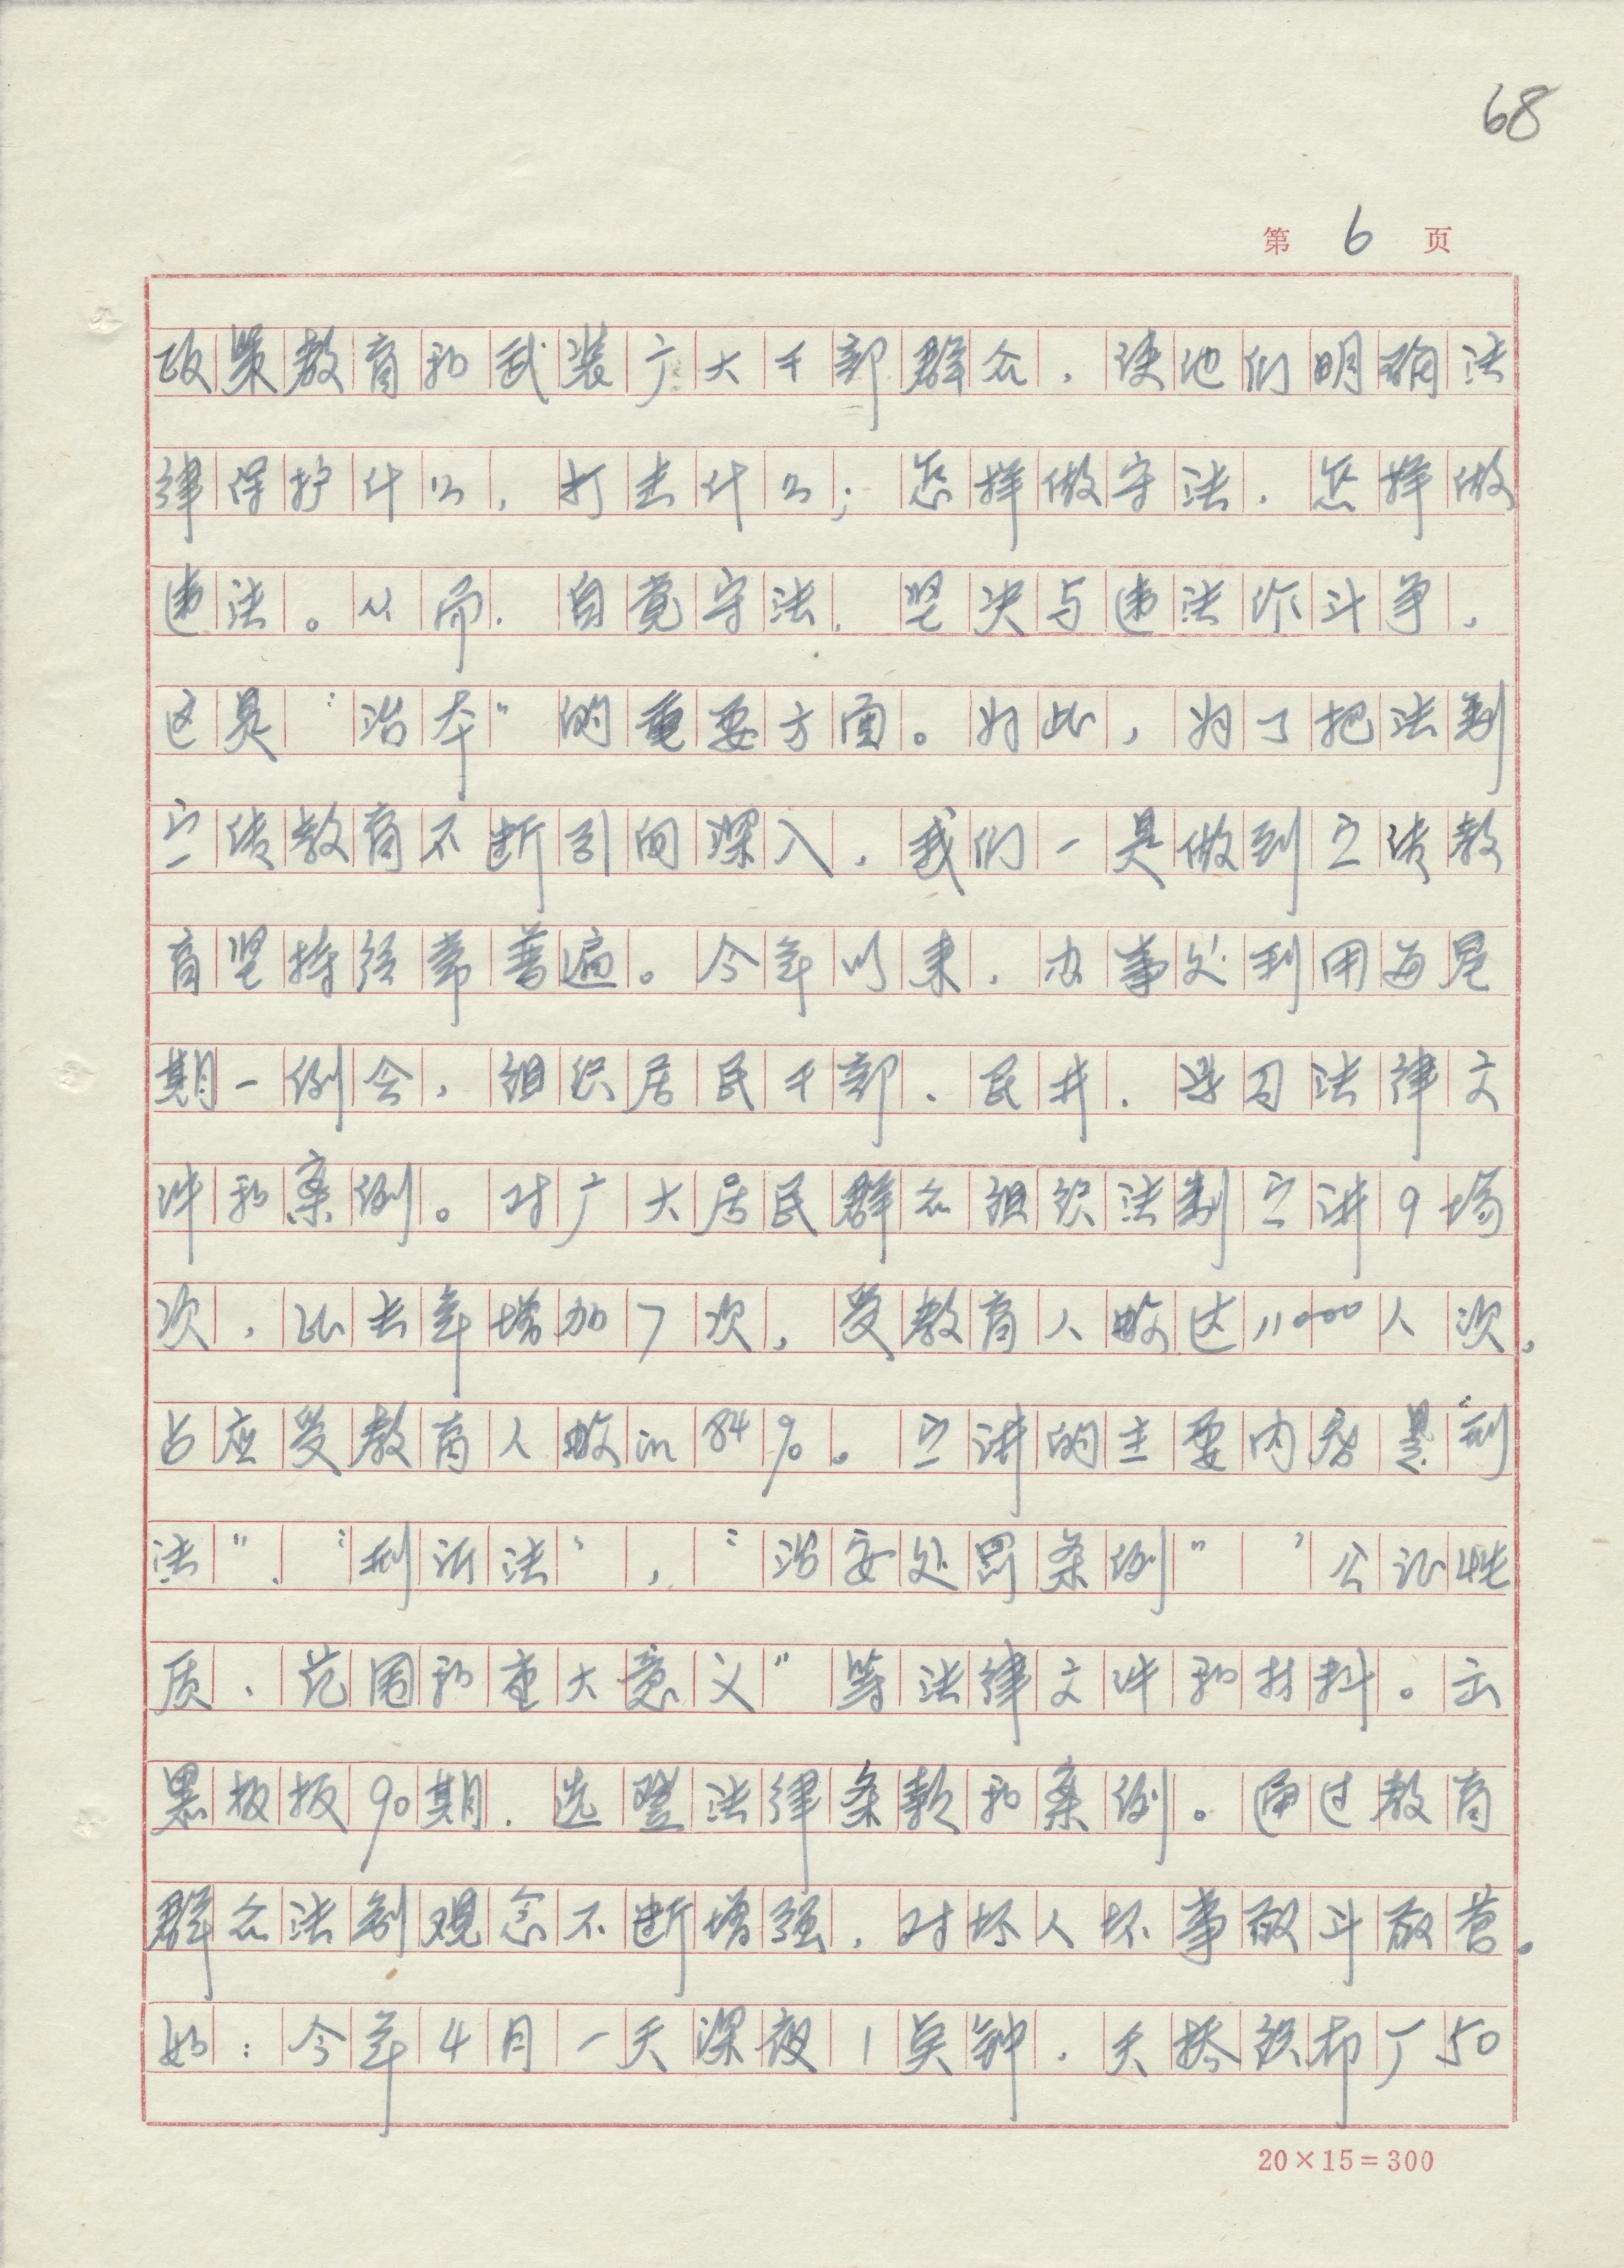 68
第 6 页
政策教育和武装广大干部群众，使他们明确法
律保护什么，打击什么；怎样做守法，怎样做
违法。从而，自觉守法，坚决与违法作斗争，
这是“治本”的重要方面。为此，为了把法制
宣传教育不断引向深入，我们一是做到宣传教
育坚持经常普遍。今年以来，办事处利用每星
期一例会，组织居民干部、民井，学习法律文
件和案例。对广大居民群众组织法制宣讲9场
次，比去年增加7次，受教育人数达11000人次，
占应受教育人数的84%。宣讲的主要内容是“刑
法”、“刑诉法”，“治安处罚条例”“公证性
质、范围和重大意义”等法律文件和材料。出
黑板报90期，选登法律条款和案例。通过教育
群众法制观念不断增强，对坏人坏事敢斗敢管。
如：今年4月一天深夜1点钟，天桥织布厂50
20×15=300